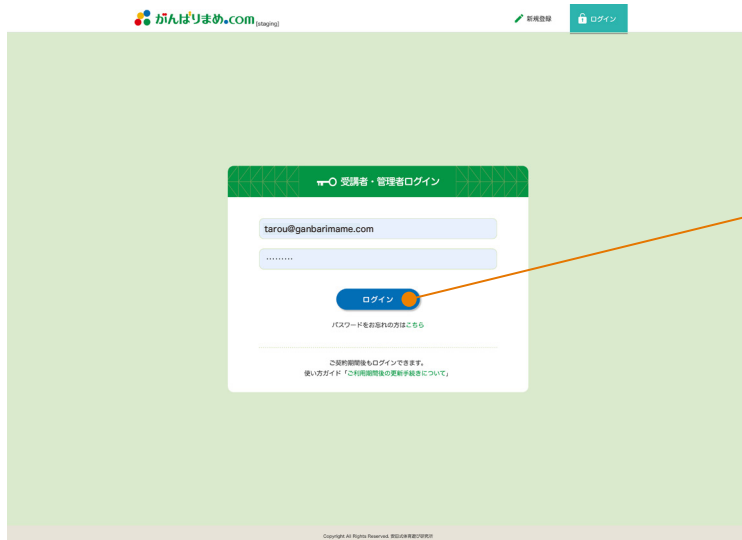 がんばりまめ.com [staging]
新規登録
ログイン
受講者・管理者ログイン
tarou@ganbarimame.com
·········
ログイン
パスワードをお忘れの方はこちら
ご契約期間後もログインできます。
使い方ガイド「ご利用期間後の更新手続きについて」
Copyright All Rights Reserved.